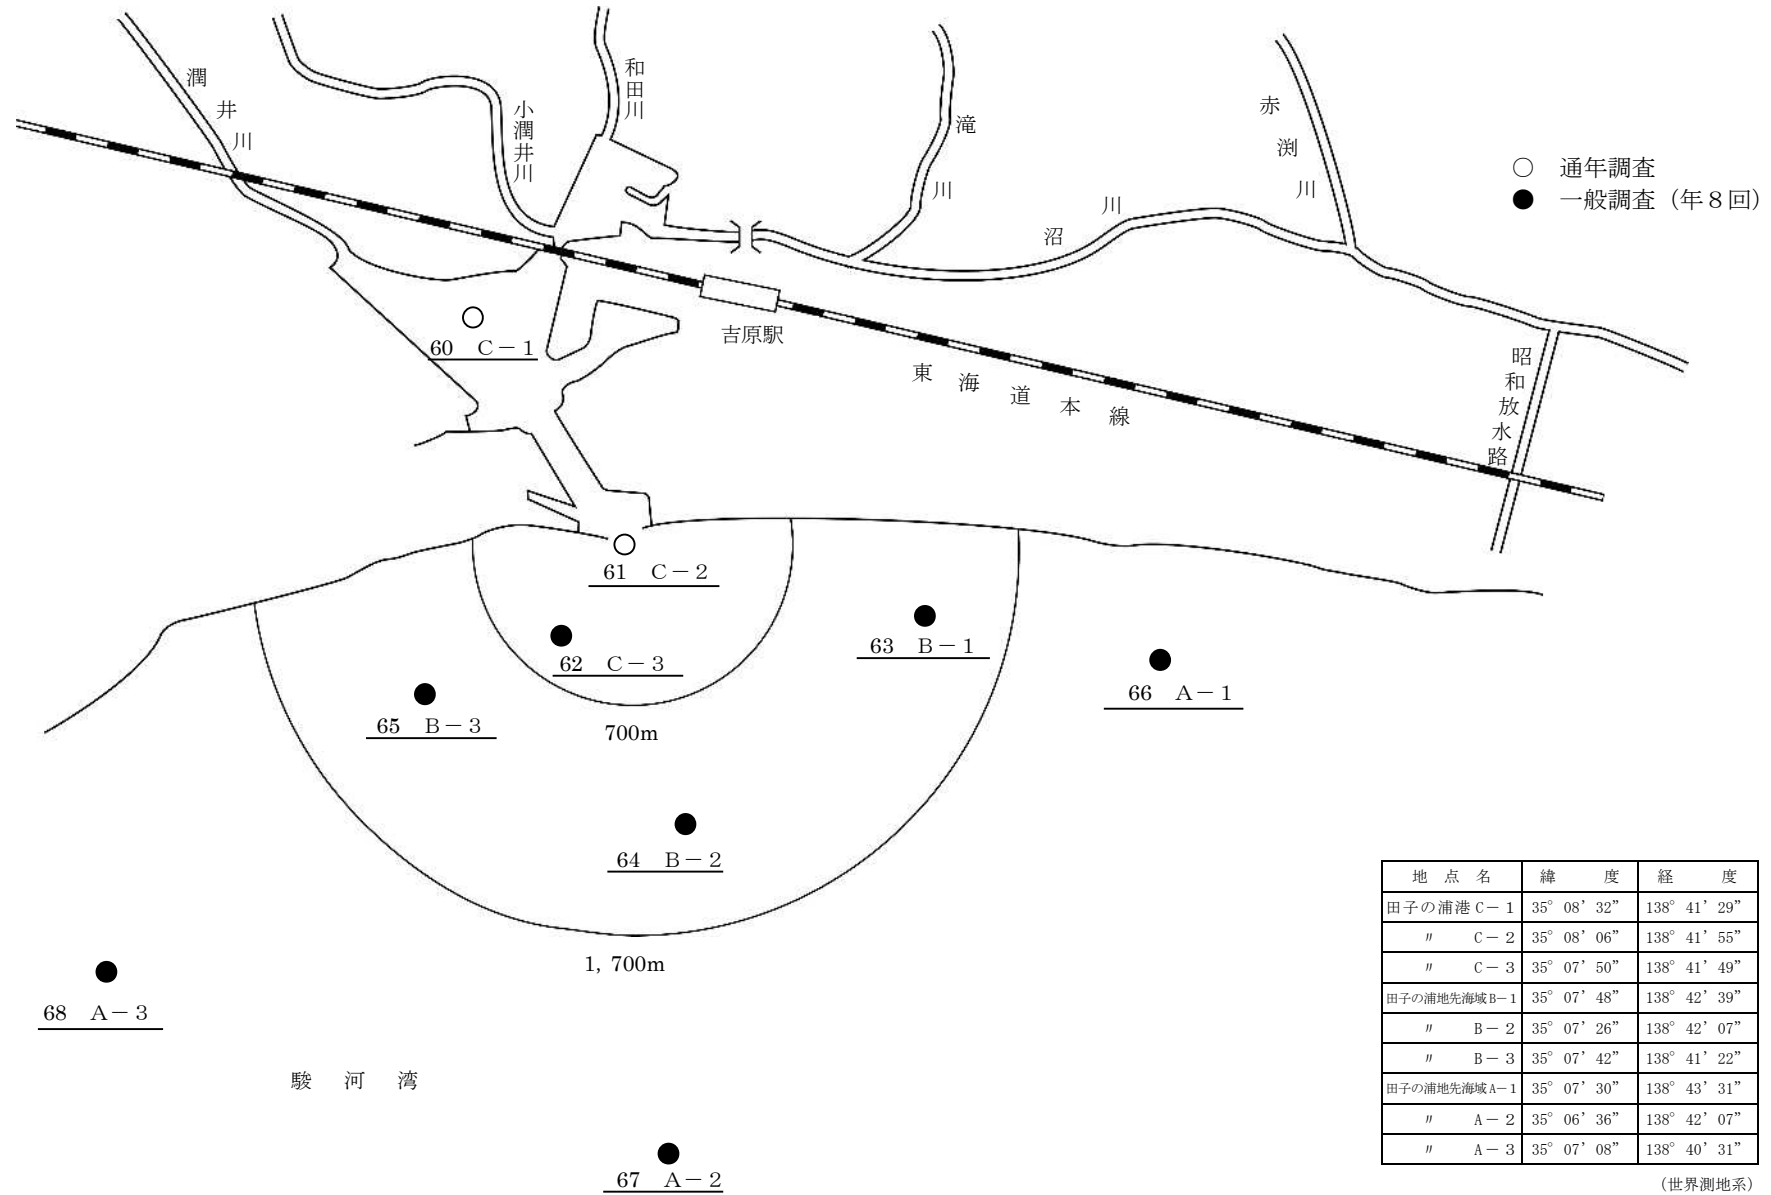 潤井川
小潤井川
和田川
滝川
沼川
赤渕川
○ 通年調査
● 一般調査（年８回）
60 Ｃ－１
吉原駅
東海道本線
昭和放水路
61 Ｃ－２
62 Ｃ－３
63 Ｂ－１
66 Ａ－１
65 Ｂ－３
700m
64 Ｂ－２
1, 700m
68 Ａ－３
駿河湾
67 Ａ－２
地点名 緯度 経度
田子の浦港Ｃ－１ 35° 08’ 32” 138° 41’ 29”
〃 Ｃ－２ 35° 08’ 06” 138° 41’ 55”
〃 Ｃ－３ 35° 07’ 50” 138° 41’ 49”
田子の浦地先海域Ｂ－１ 35° 07’ 48” 138° 42’ 39”
〃 Ｂ－２ 35° 07’ 26” 138° 42’ 07”
〃 Ｂ－３ 35° 07’ 42” 138° 41’ 22”
田子の浦地先海域Ａ－１ 35° 07’ 30” 138° 43’ 31”
〃 Ａ－２ 35° 06’ 36” 138° 42’ 07”
〃 Ａ－３ 35° 07’ 08” 138° 40’ 31”
（世界測地系）